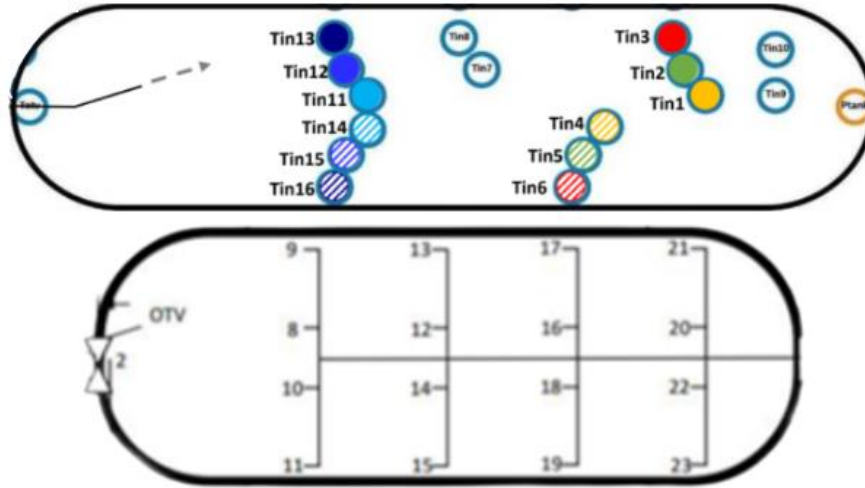 Tin13
Tin8
Tin3
Tin10
Tin12
Tin7
Tin2
Tin11
Tin1
Tin9
Tin14
Tin4
Tin15
Tin5
Tin16
Tin6
9 13 17 21
OTV
8 12 16 20
2
10 14 18 22
11 15 19 23